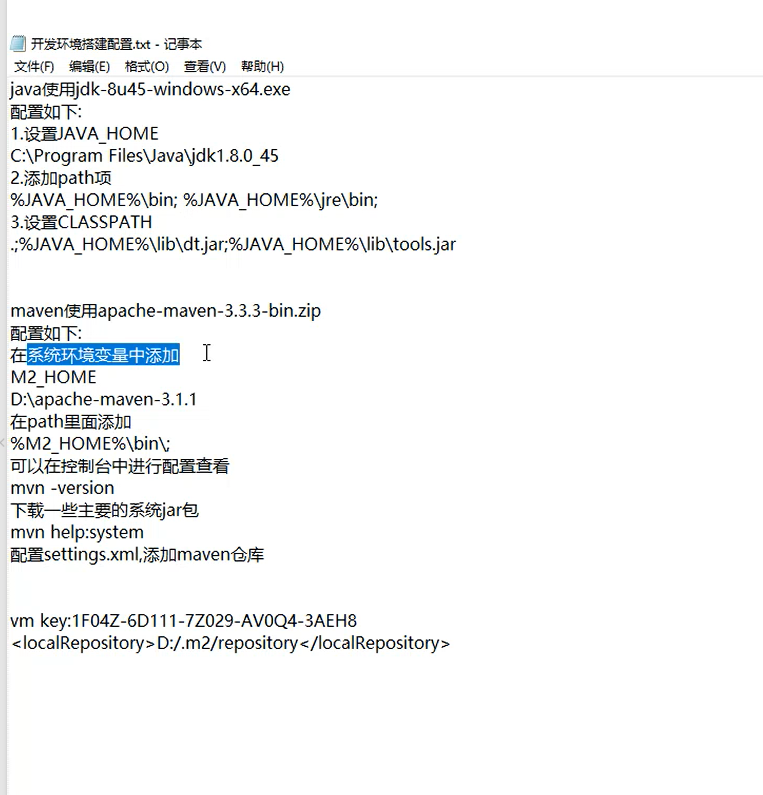 开发环境搭建配置.txt - 记事本
文件(F) 编辑(E) 格式(O) 查看(V) 帮助(H)
java使用jdk-8u45-windows-x64.exe
配置如下:
1.设置JAVA_HOME
C:\Program Files\Java\jdk1.8.0_45
2.添加path项
%JAVA_HOME%\bin; %JAVA_HOME%\jre\bin;
3.设置CLASSPATH
.;%JAVA_HOME%\lib\dt.jar;%JAVA_HOME%\lib\tools.jar
maven使用apache-maven-3.3.3-bin.zip
配置如下:
在系统环境变量中添加
M2_HOME
D:\apache-maven-3.1.1
在path里面添加
%M2_HOME%\bin\;
可以在控制台中进行配置查看
mvn -version
下载一些主要的系统jar包
mvn help:system
配置settings.xml,添加maven仓库
vm key:1F04Z-6D111-7Z029-AV0Q4-3AEH8
<localRepository>D:/.m2/repository</localRepository>